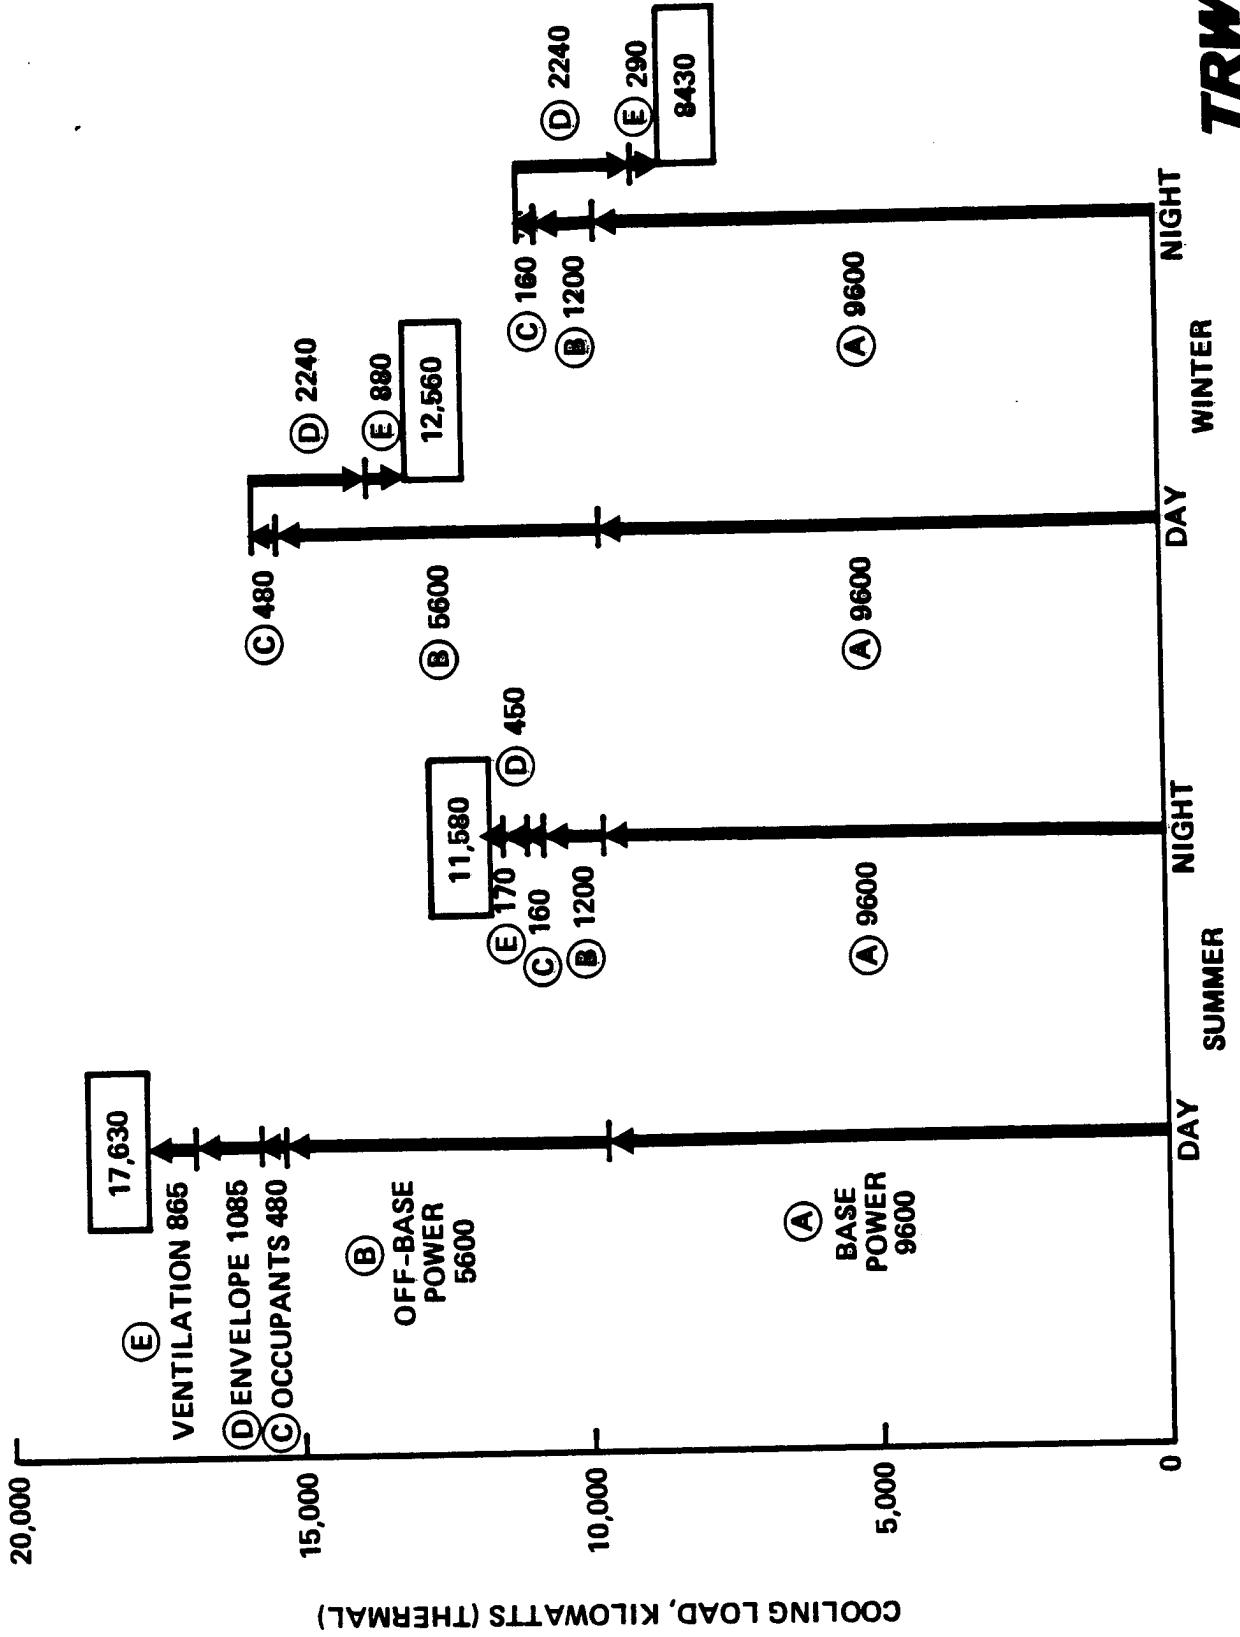 20,000
15,000
10,000
5,000
0
COOLING LOAD, KILOWATTS (THERMAL)
17,630
E
VENTILATION 865
D ENVELOPE 1085
C OCCUPANTS 480
B
OFF-BASE
POWER
5600
A
BASE
POWER
9600
DAY
11,580
D 450
E 170
C 160
B 1200
A 9600
NIGHT
SUMMER
C 480
D 2240
E 880
12,560
B 5600
A 9600
DAY
C 160
D 2240
E 290
8430
B 1200
A 9600
NIGHT
WINTER
TRW